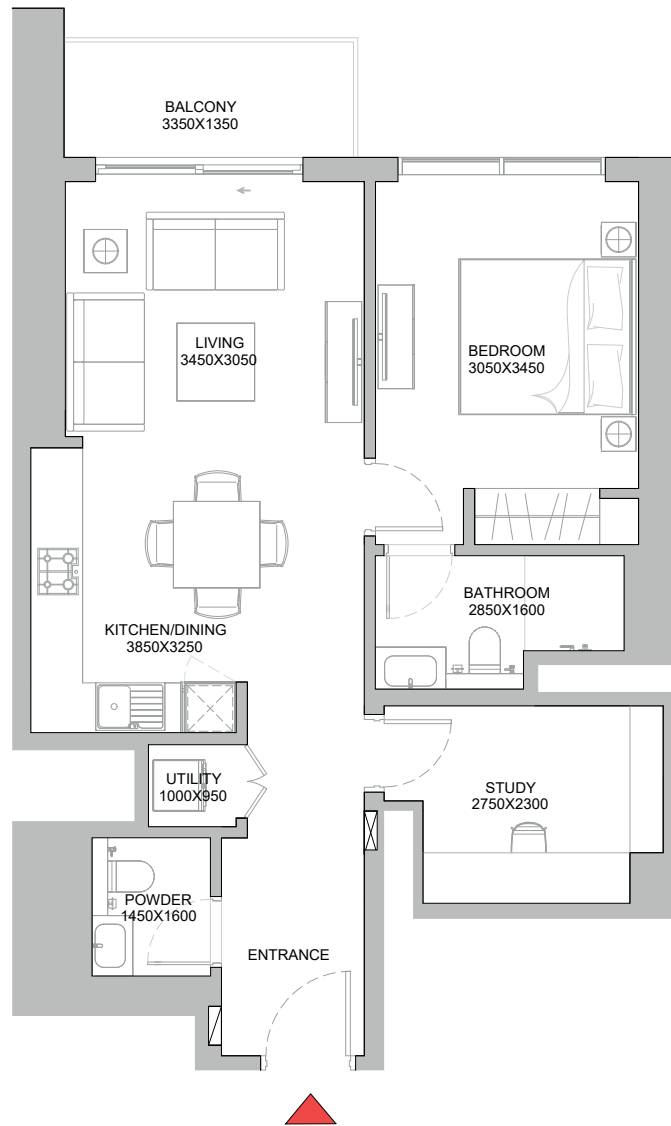 BALCONY
3350X1350
LIVING
3450X3050
BEDROOM
3050X3450
BATHROOM
2850X1600
KITCHEN/DINING
3850X3250
UTILITY
1000X950
STUDY
2750X2300
POWDER
1450X1600
ENTRANCE